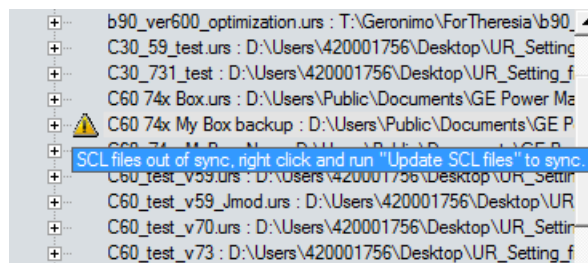 b90_ver600_optimization.urs : T:\Geronimo\ForTheresia\b90_
C30_59_test.urs : D:\Users\420001756\Desktop\UR_Setting
C30_731_test : D:\Users\420001756\Desktop\UR_Setting_f
C60 74x Box.urs : D:\Users\Public\Documents\GE Power Ma
C60 74x My Box backup : D:\Users\Public\Documents\GE P
SCL files out of sync, right click and run "Update SCL files" to sync.
C60_test_v59.urs : D:\Users\420001756\Desktop\UR_Settin
C60_test_v59_Jmod.urs : D:\Users\420001756\Desktop\UR
C60_test_v70.urs : D:\Users\420001756\Desktop\UR_Settin
C60_test_v73 : D:\Users\420001756\Desktop\UR_Setting_f